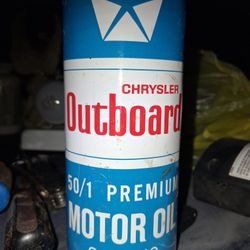 CHRYSLER
Outboard
50/1 PREMIUM
MOTOR OIL